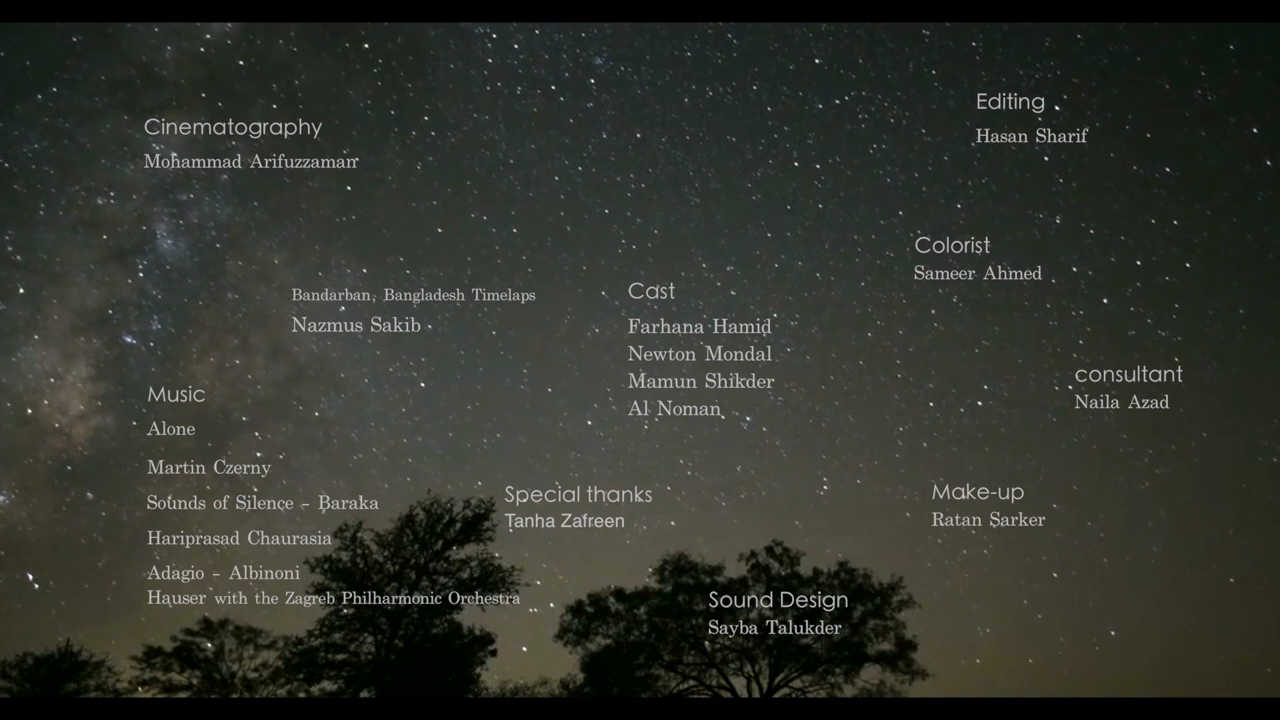 Cinematography
Mohammad Arifuzzaman
Editing
Hasan Sharif
Colorist
Sameer Ahmed
Bandarban, Bangladesh Timelaps
Nazmus Sakib
Cast
Farhana Hamid
Newton Mondal
Mamun Shikder
Al Noman
consultant
Naila Azad
Music
Alone
Martin Czerny
Sounds of Silence - Baraka
Hariprasad Chaurasia
Adagio - Albinoni
Hauser with the Zagreb Philharmonic Orchestra
Special thanks
Tanha Zafreen
Make-up
Ratan Sarker
Sound Design
Sayba Talukder